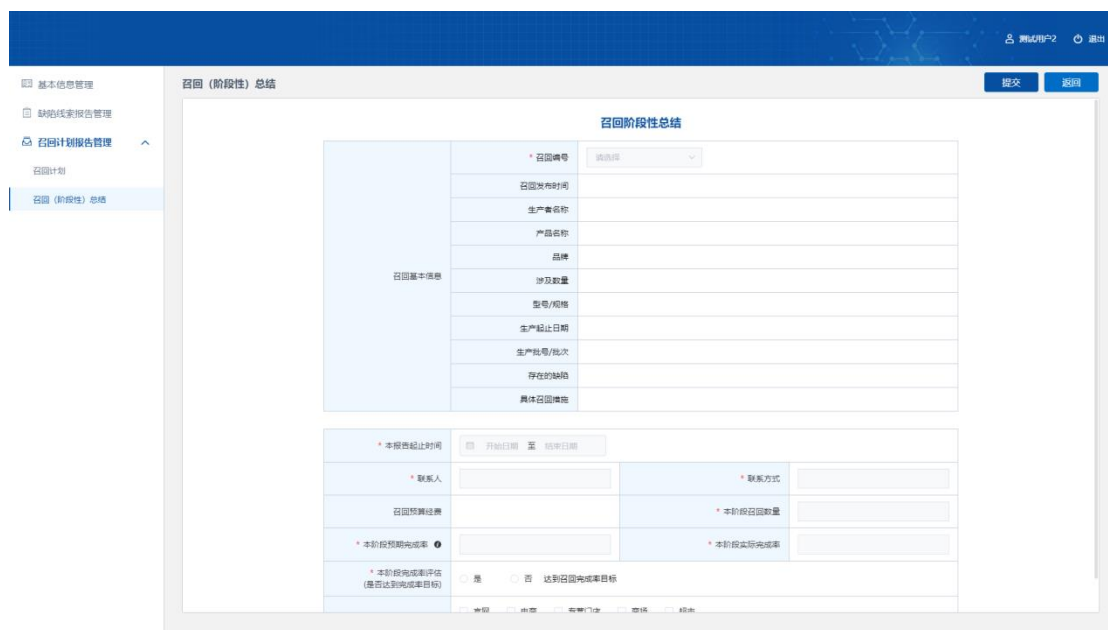 测试用户2 退出
基本信息管理
缺陷线索报告管理
召回计划报告管理
召回计划
召回（阶段性）总结
召回（阶段性）总结
提交 返回
召回阶段性总结
召回基本信息
* 召回编号 请选择
召回发布时间
生产者名称
产品名称
品牌
涉及数量
型号/规格
生产起止日期
生产批号/批次
存在的缺陷
具体召回措施
* 本报告起止时间 开始日期 至 结束日期
* 联系人 * 联系方式
召回预算经费 * 本阶段召回数量
* 本阶段预期完成率 * 本阶段实际完成率
* 本阶段完成率评估
(是否达到完成率目标)
是 否 达到召回完成率目标